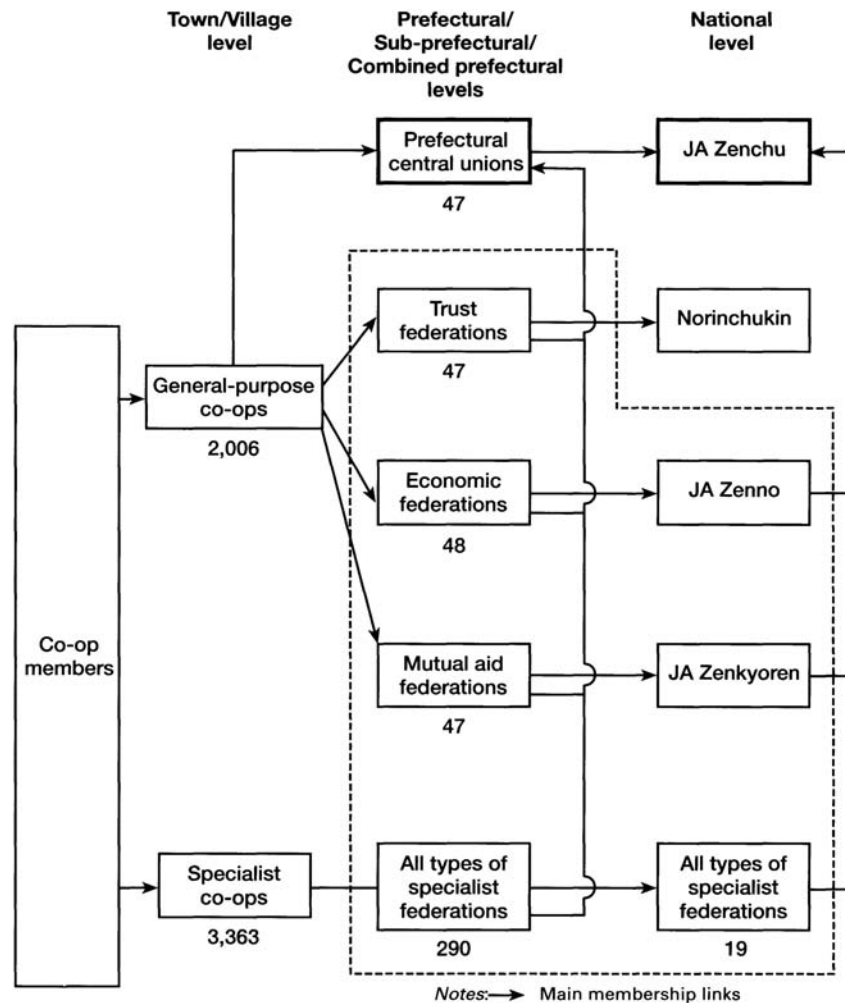 Town/Village
level
Prefectural/
Sub-prefectural/
Combined prefectural
levels
National
level
Prefectural
central unions
47
JA Zenchu
Trust
federations
47
Norinchukin
General-purpose
co-ops
2,006
Economic
federations
48
JA Zenno
Co-op
members
Mutual aid
federations
47
JA Zenkyoren
Specialist
co-ops
3,363
All types of
specialist
federations
290
All types of
specialist
federations
19
Notes: Main membership links